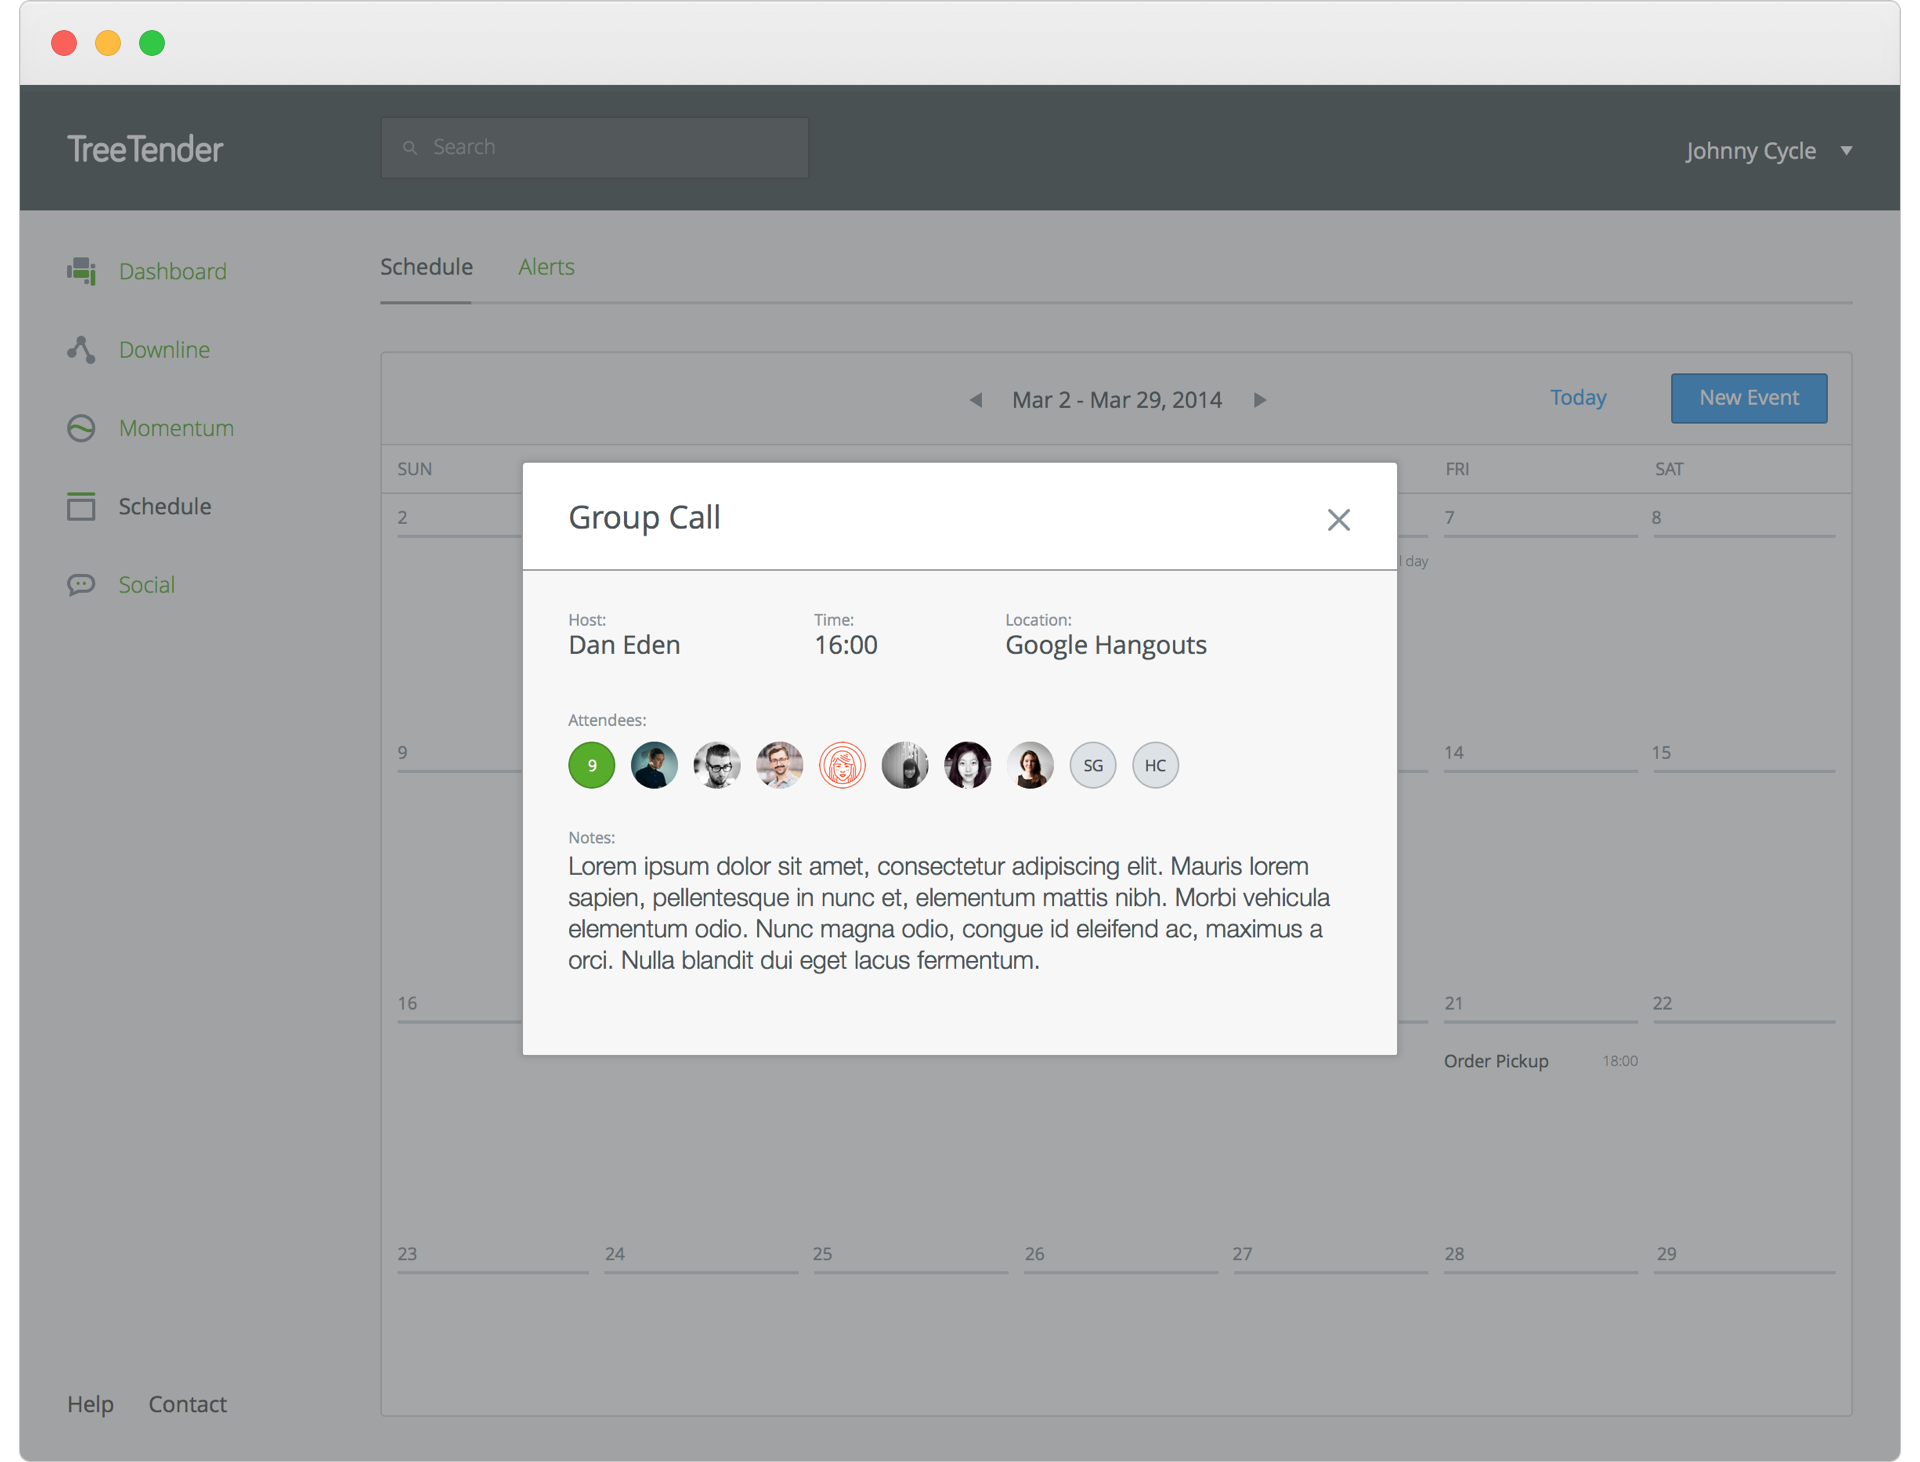 TreeTender
Search
Johnny Cycle
Dashboard
Downline
Momentum
Schedule
Social
Schedule
Alerts
Mar 2 - Mar 29, 2014
Today
New Event
SUN
FRI
SAT
2
7
8
day
Group Call
Host:
Dan Eden
Time:
16:00
Location:
Google Hangouts
Attendees:
9
SG
HC
Notes:
Lorem ipsum dolor sit amet, consectetur adipiscing elit. Mauris lorem
sapien, pellentesque in nunc et, elementum mattis nibh. Morbi vehicula
elementum odio. Nunc magna odio, congue id eleifend ac, maximus a
orci. Nulla blandit dui eget lacus fermentum.
9
14
15
16
21
22
Order Pickup
18:00
23
24
25
26
27
28
29
Help
Contact